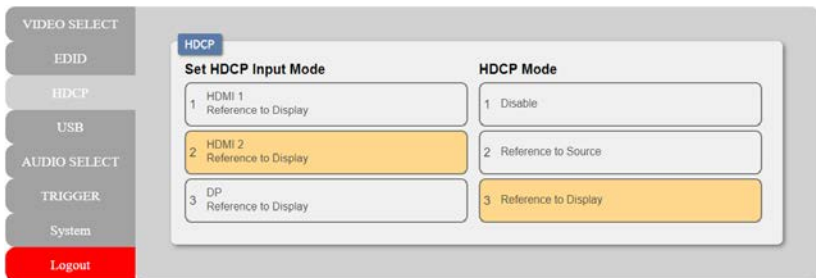 VIDEO SELECT
EDID
HDCP
USB
AUDIO SELECT
TRIGGER
System
Logout
HDCP
Set HDCP Input Mode
1 HDMI 1
Reference to Display
2 HDMI 2
Reference to Display
3 DP
Reference to Display
HDCP Mode
1 Disable
2 Reference to Source
3 Reference to Display